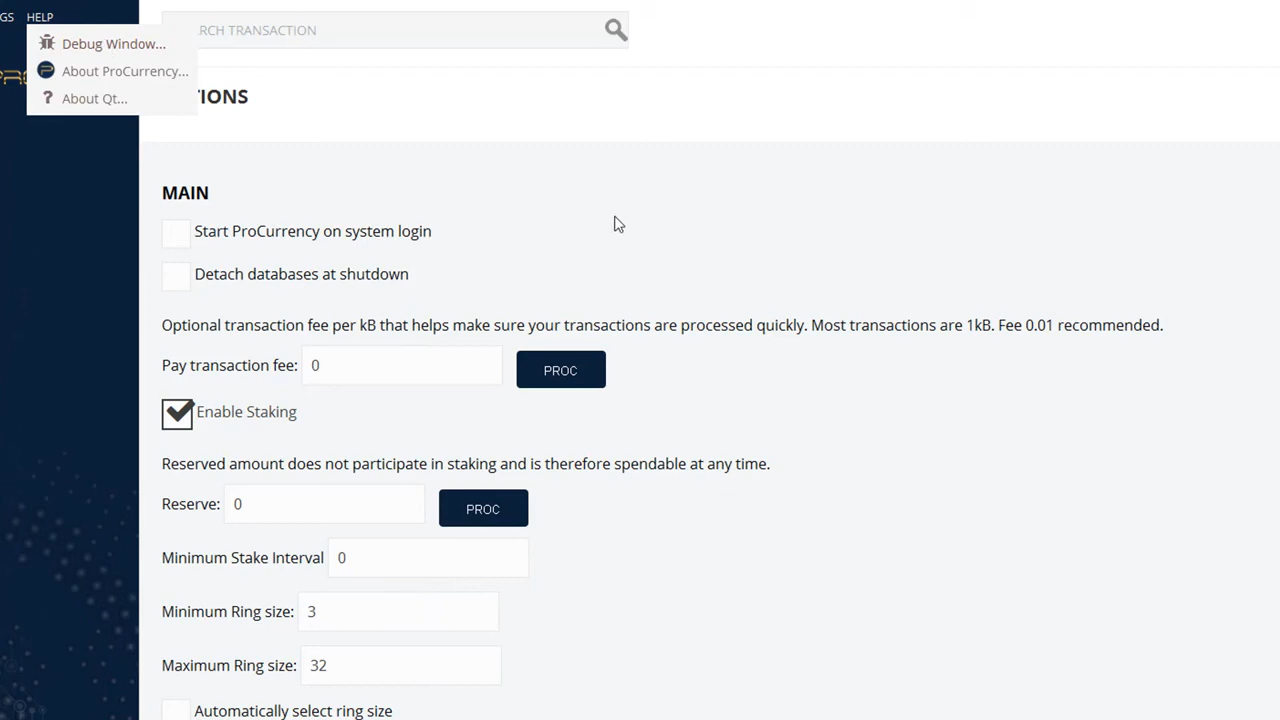 GS HELP
RCH TRANSACTION
Debug Window...
About ProCurrency...
About Qt...
TIONS
MAIN
Start ProCurrency on system login
Detach databases at shutdown
Optional transaction fee per kB that helps make sure your transactions are processed quickly. Most transactions are 1kB. Fee 0.01 recommended.
Pay transaction fee: 0 PROC
Enable Staking
Reserved amount does not participate in staking and is therefore spendable at any time.
Reserve: 0 PROC
Minimum Stake Interval 0
Minimum Ring size: 3
Maximum Ring size: 32
Automatically select ring size